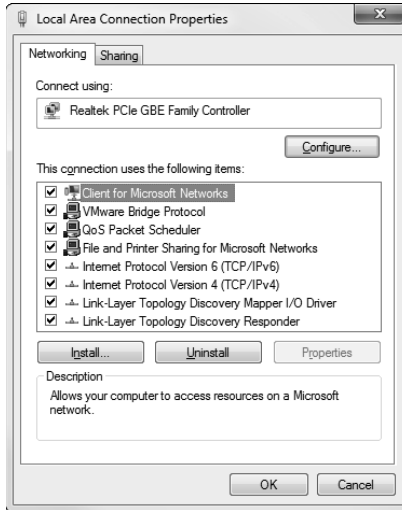 Local Area Connection Properties
Networking
Sharing
Connect using:
Realtek PCIe GBE Family Controller
Configure...
This connection uses the following items:
Client for Microsoft Networks
VMware Bridge Protocol
QoS Packet Scheduler
File and Printer Sharing for Microsoft Networks
Internet Protocol Version 6 (TCP/IPv6)
Internet Protocol Version 4 (TCP/IPv4)
Link-Layer Topology Discovery Mapper I/O Driver
Link-Layer Topology Discovery Responder
Install...
Uninstall
Properties
Description
Allows your computer to access resources on a Microsoft
network.
OK
Cancel